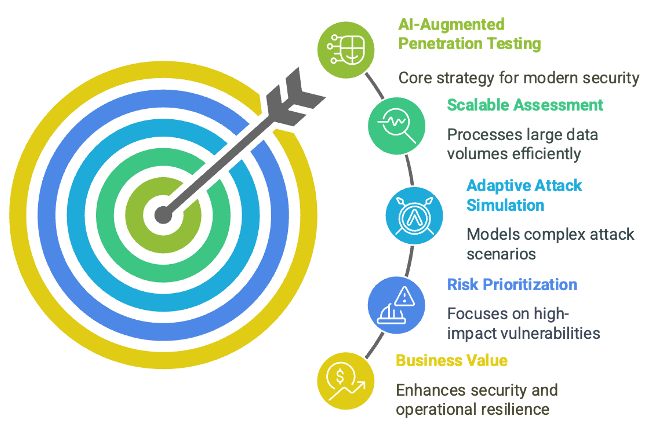 AI-Augmented
Penetration Testing
Core strategy for modern security
Scalable Assessment
Processes large data
volumes efficiently
Adaptive Attack
Simulation
Models complex attack
scenarios
Risk Prioritization
Focuses on high-
impact vulnerabilities
Business Value
Enhances security and
operational resilience